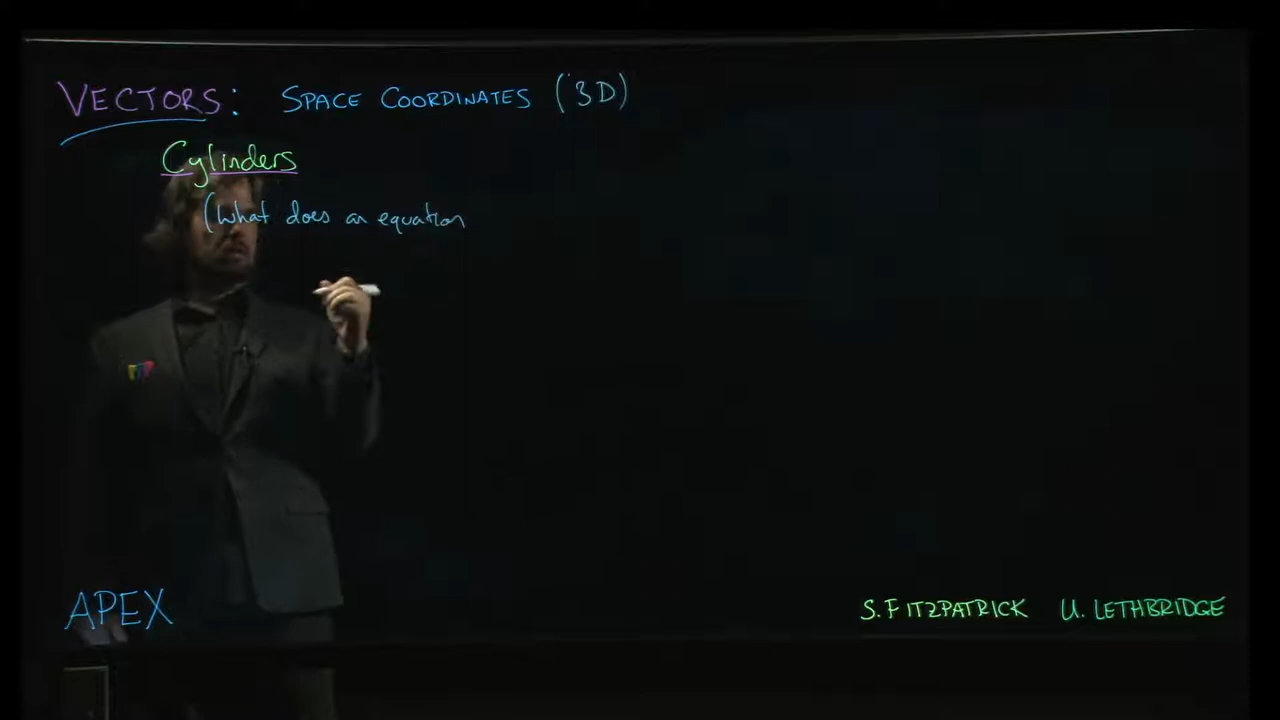 VECTORS: SPACE COORDINATES (3D)
Cylinders
(What does an equation
APEX
S. FITZPATRICK U. LETHBRIDGE